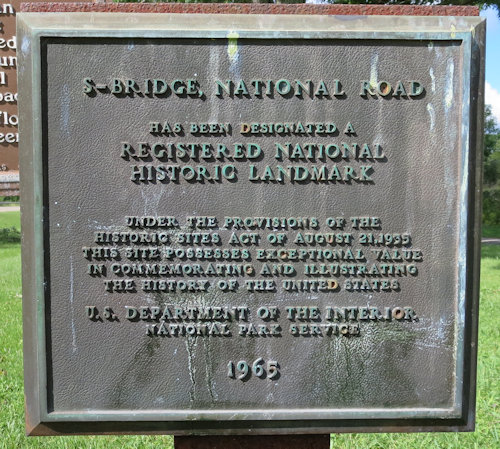 S-BRIDGE, NATIONAL ROAD
HAS BEEN DESIGNATED A
REGISTERED NATIONAL
HISTORIC LANDMARK
UNDER THE PROVISIONS OF THE
HISTORIC SITES ACT OF AUGUST 21, 1935
THIS SITE POSSESSES EXCEPTIONAL VALUE
IN COMMEMORATING AND ILLUSTRATING
THE HISTORY OF THE UNITED STATES
U. S. DEPARTMENT OF THE INTERIOR
NATIONAL PARK SERVICE
1965